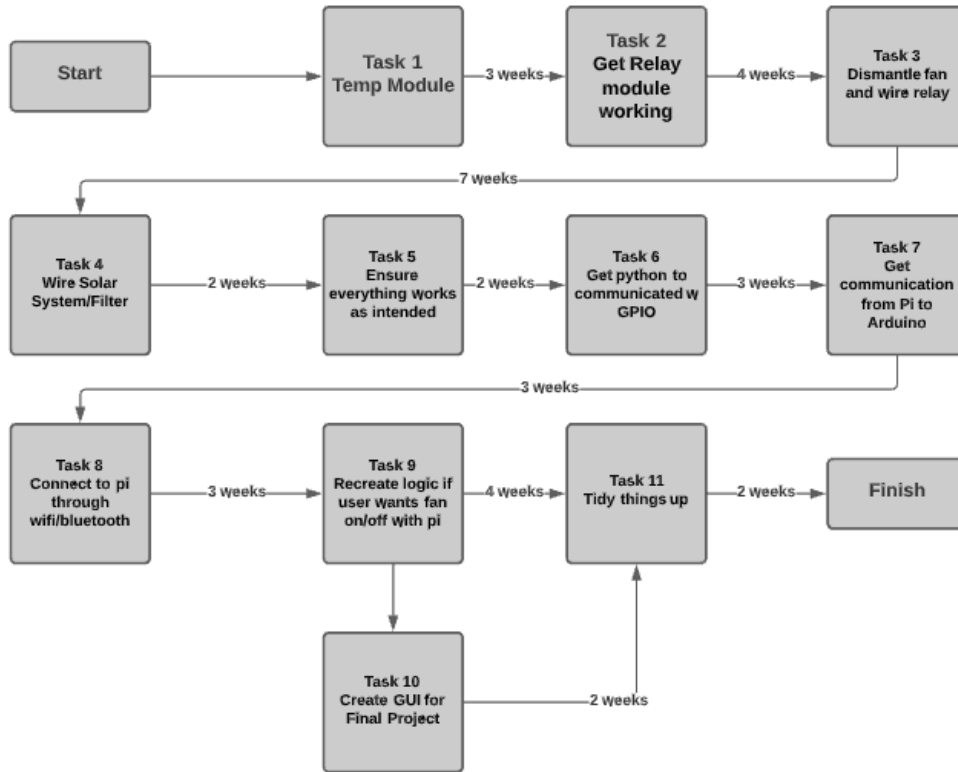 Start
Task 1
Temp Module
3 weeks
Task 2
Get Relay
module
working
4 weeks
Task 3
Dismantle fan
and wire relay
7 weeks
Task 4
Wire Solar
System/Filter
2 weeks
Task 5
Ensure
everything works
as intended
2 weeks
Task 6
Get python to
communicated w
GPIO
3 weeks
Task 7
Get
communication
from Pi to
Arduino
3 weeks
Task 8
Connect to pi
through
wifi/bluetooth
3 weeks
Task 9
Recreate logic if
user wants fan
on/off with pi
4 weeks
Task 11
Tidy things up
2 weeks
Finish
Task 10
Create GUI for
Final Project
2 weeks